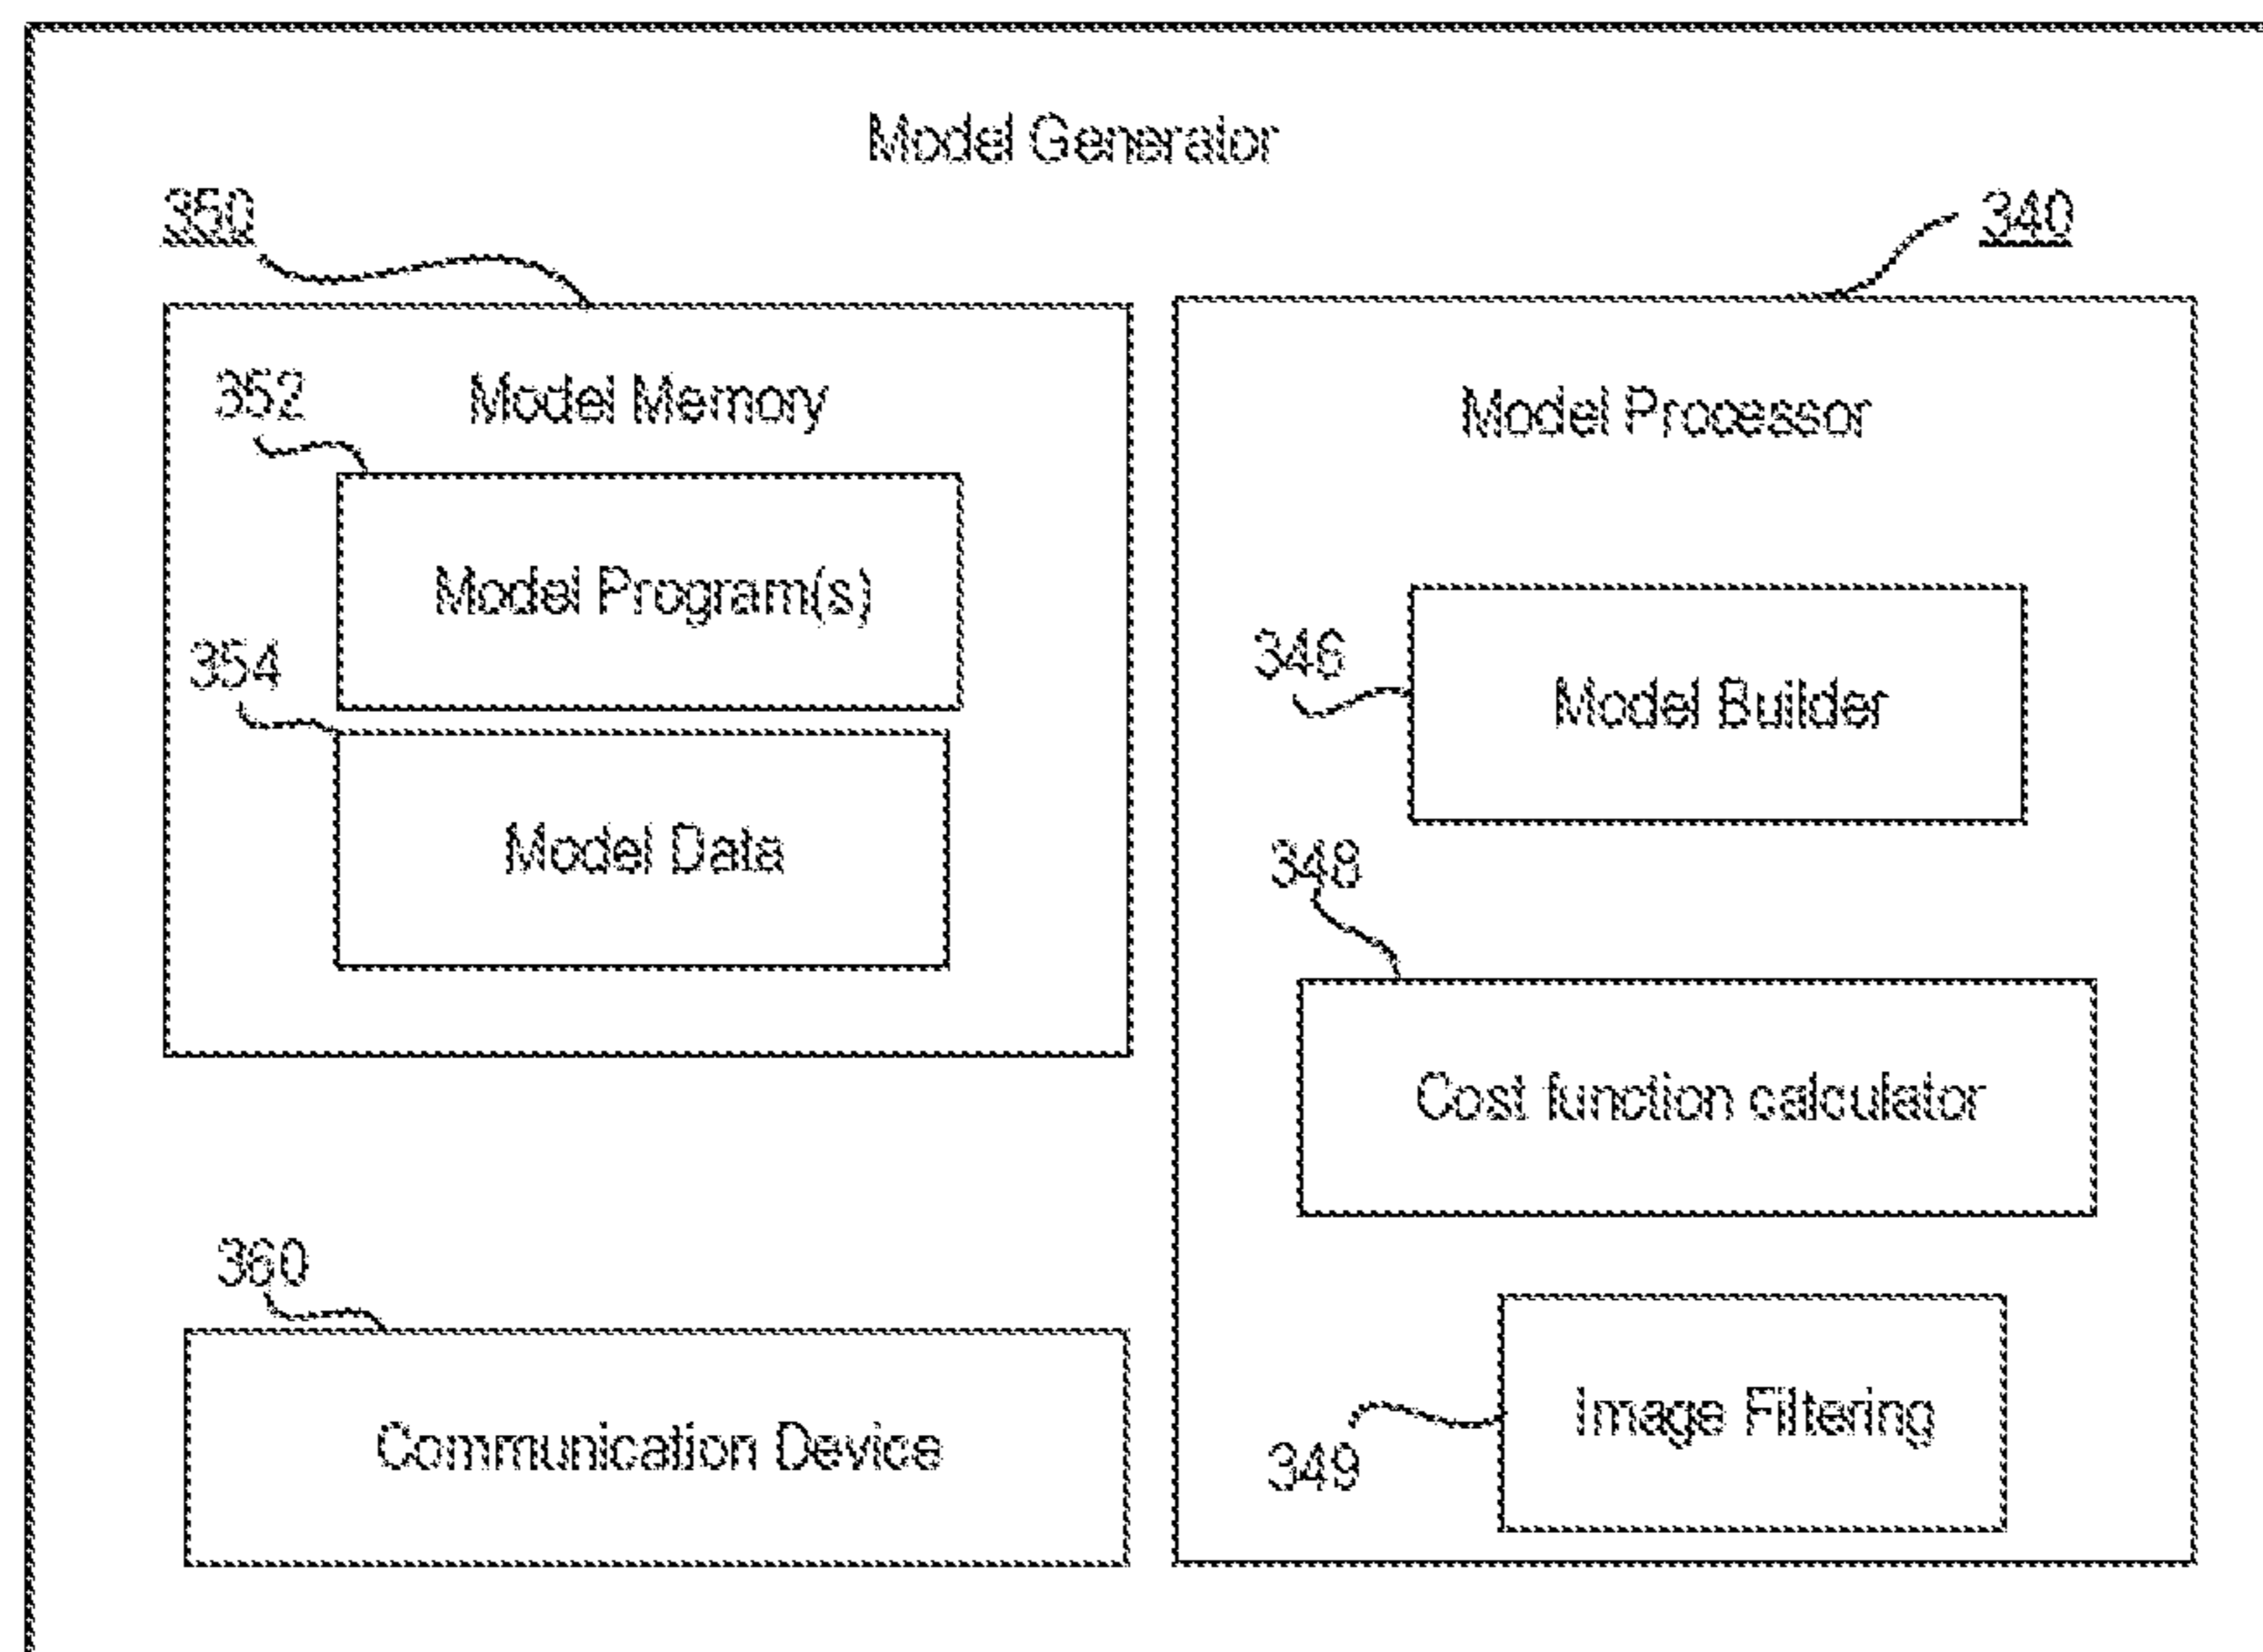 Model Generator
350
340
352
Model Memory
Model Processor
Model Program(s)
346
354
Model Builder
Model Data
348
Cost function calculator
360
Communication Device
Image Filtering
349